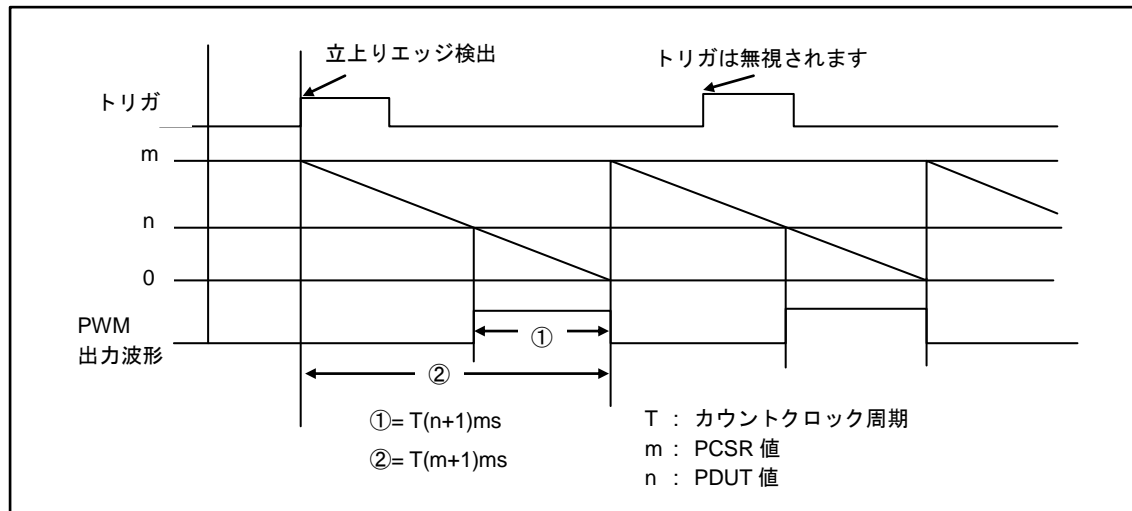 立上りエッジ検出
トリガは無視されます
トリガ
m
n
0
PWM
出力波形
①
②
①= T(n+1)ms
②= T(m+1)ms
T : カウントクロック周期
m : PCSR 値
n : PDUT 値